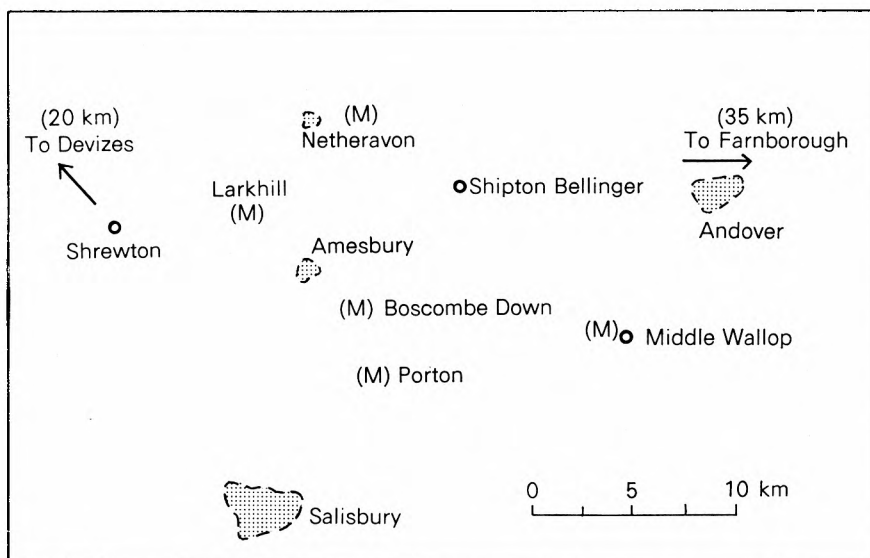 (20 km)
To Devizes
(M)
Netheravon
(35 km)
To Farnborough
Larkhill
(M)
Shipton Bellinger
Andover
Shrewton
Amesbury
(M) Boscombe Down
(M) Middle Wallop
(M) Porton
Salisbury
0 5 10 km